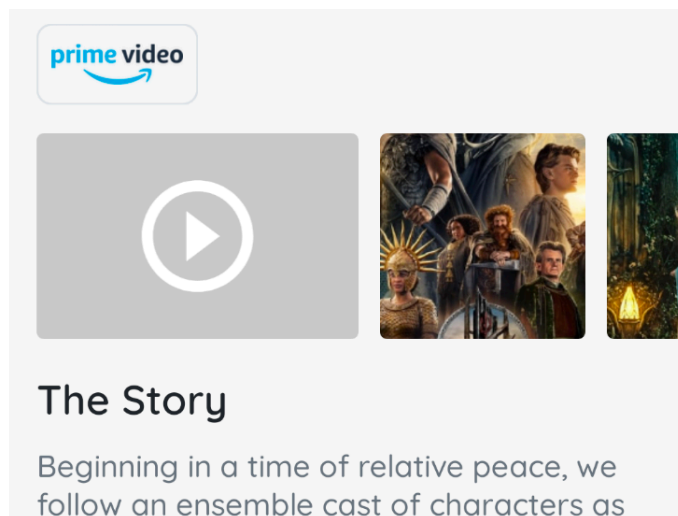 prime video
The Story
Beginning in a time of relative peace, we
follow an ensemble cast of characters as